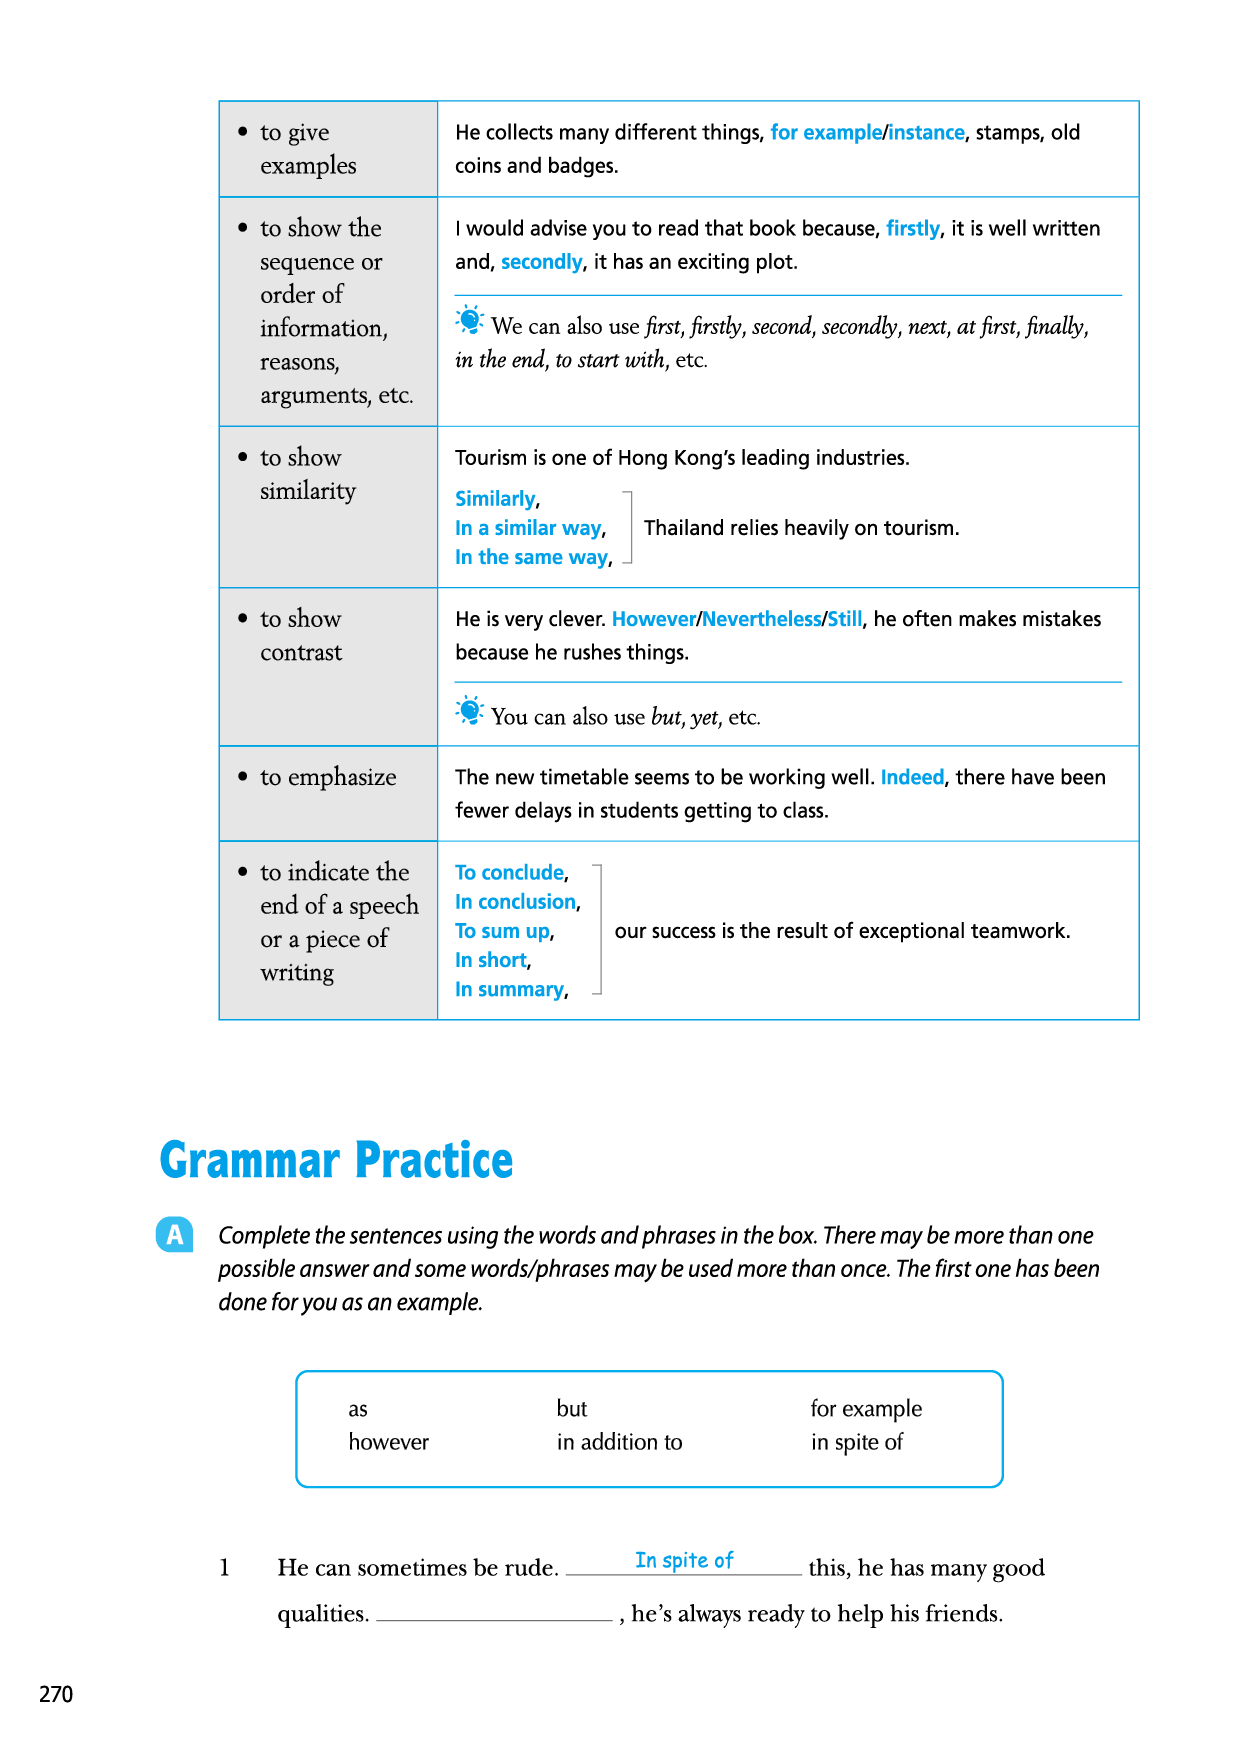 • to give
examples
He collects many different things, for example/instance, stamps, old
coins and badges.
• to show the
sequence or
order of
information,
reasons,
arguments, etc.
I would advise you to read that book because, firstly, it is well written
and, secondly, it has an exciting plot.
We can also use first, firstly, second, secondly, next, at first, finally,
in the end, to start with, etc.
• to show
similarity
Tourism is one of Hong Kong’s leading industries.
Similarly,
In a similar way,
In the same way,
Thailand relies heavily on tourism.
• to show
contrast
He is very clever. However/Nevertheless/Still, he often makes mistakes
because he rushes things.
You can also use but, yet, etc.
• to emphasize
The new timetable seems to be working well. Indeed, there have been
fewer delays in students getting to class.
• to indicate the
end of a speech
or a piece of
writing
To conclude,
In conclusion,
To sum up,
In short,
In summary,
our success is the result of exceptional teamwork.
Grammar Practice
A Complete the sentences using the words and phrases in the box. There may be more than one
possible answer and some words/phrases may be used more than once. The first one has been
done for you as an example.
as but for example
however in addition to in spite of
1 He can sometimes be rude. In spite of this, he has many good
qualities. , he’s always ready to help his friends.
270